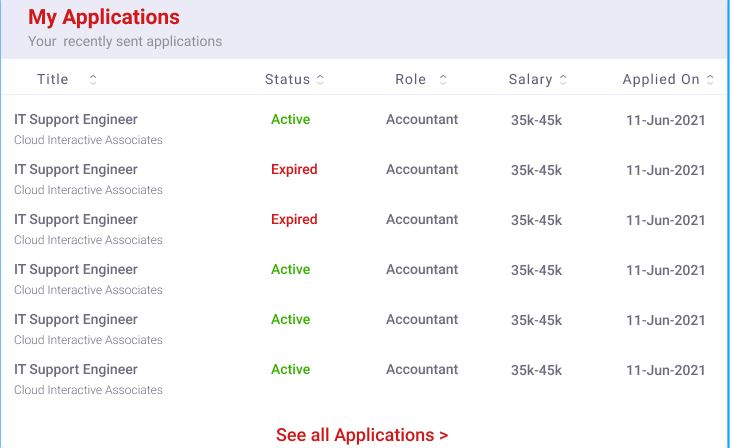 My Applications
Your recently sent applications
Title Status Role Salary Applied On
IT Support Engineer Active Accountant 35k-45k 11-Jun-2021
Cloud Interactive Associates
IT Support Engineer Expired Accountant 35k-45k 11-Jun-2021
Cloud Interactive Associates
IT Support Engineer Expired Accountant 35k-45k 11-Jun-2021
Cloud Interactive Associates
IT Support Engineer Active Accountant 35k-45k 11-Jun-2021
Cloud Interactive Associates
IT Support Engineer Active Accountant 35k-45k 11-Jun-2021
Cloud Interactive Associates
IT Support Engineer Active Accountant 35k-45k 11-Jun-2021
Cloud Interactive Associates
See all Applications >